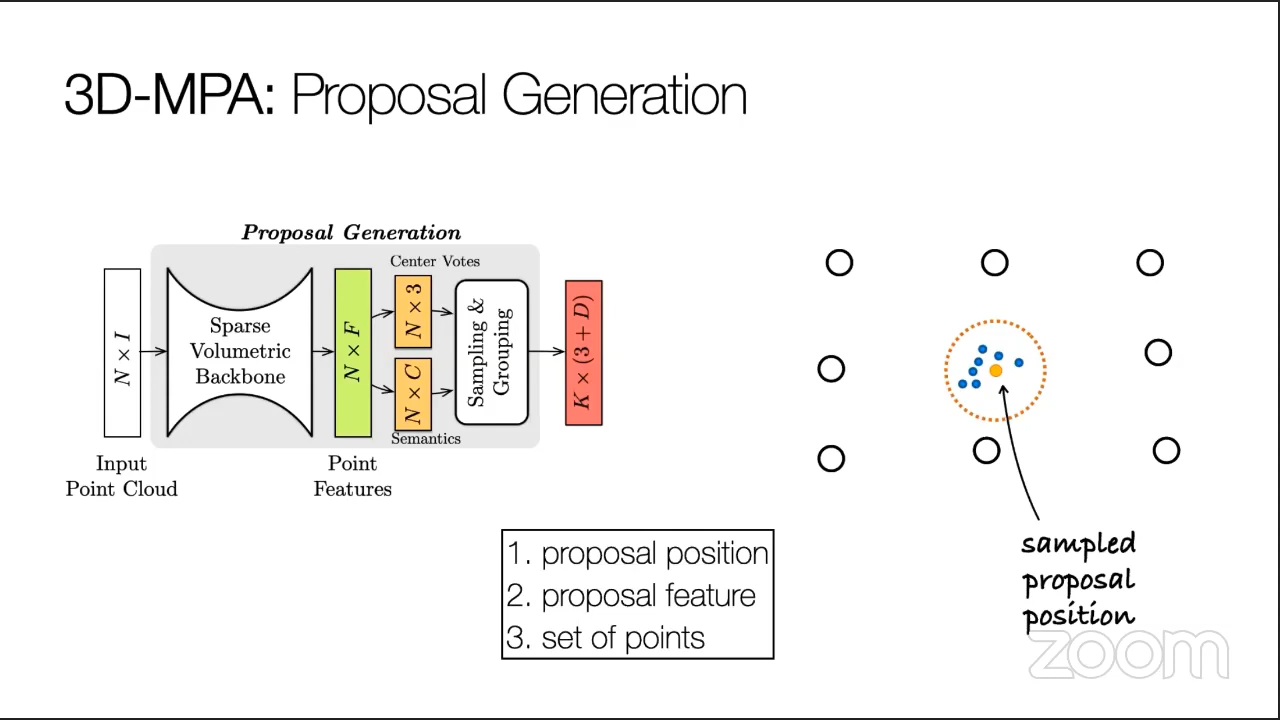 3D-MPA: Proposal Generation
Proposal Generation
Center Votes
N × I
Sparse
Volumetric
Backbone
N × F
N × 3
N × C
Sampling &
Grouping
K × (3 + D)
Semantics
Input
Point Cloud
Point
Features
1. proposal position
2. proposal feature
3. set of points
sampled
proposal
position
zoom